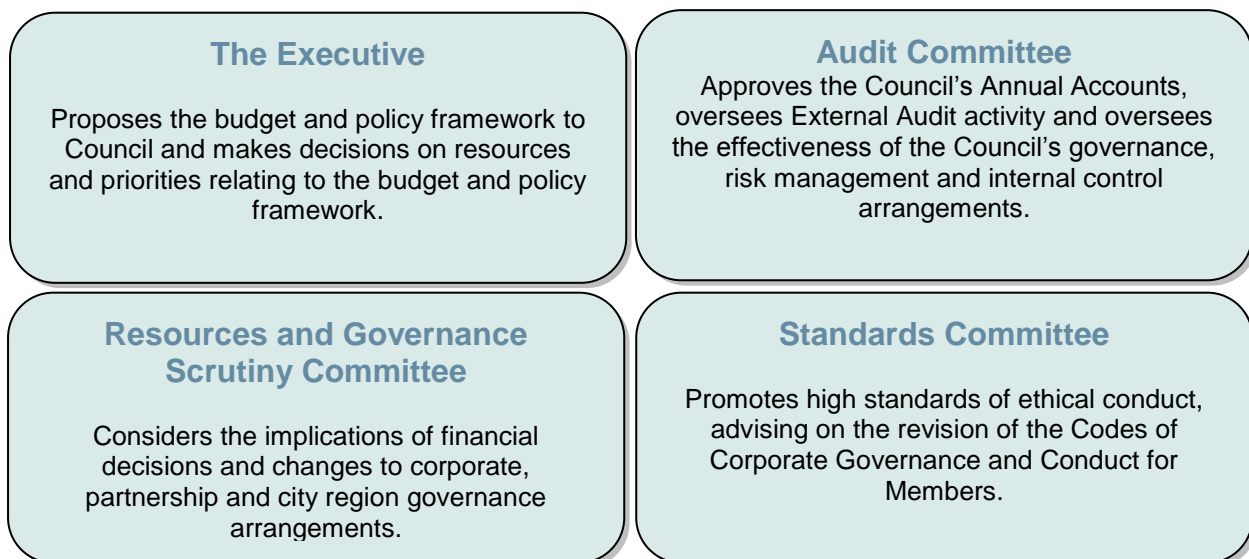 The Executive
Proposes the budget and policy framework to
Council and makes decisions on resources
and priorities relating to the budget and policy
framework.
Audit Committee
Approves the Council’s Annual Accounts,
oversees External Audit activity and oversees
the effectiveness of the Council’s governance,
risk management and internal control
arrangements.
Resources and Governance
Scrutiny Committee
Considers the implications of financial
decisions and changes to corporate,
partnership and city region governance
arrangements.
Standards Committee
Promotes high standards of ethical conduct,
advising on the revision of the Codes of
Corporate Governance and Conduct for
Members.